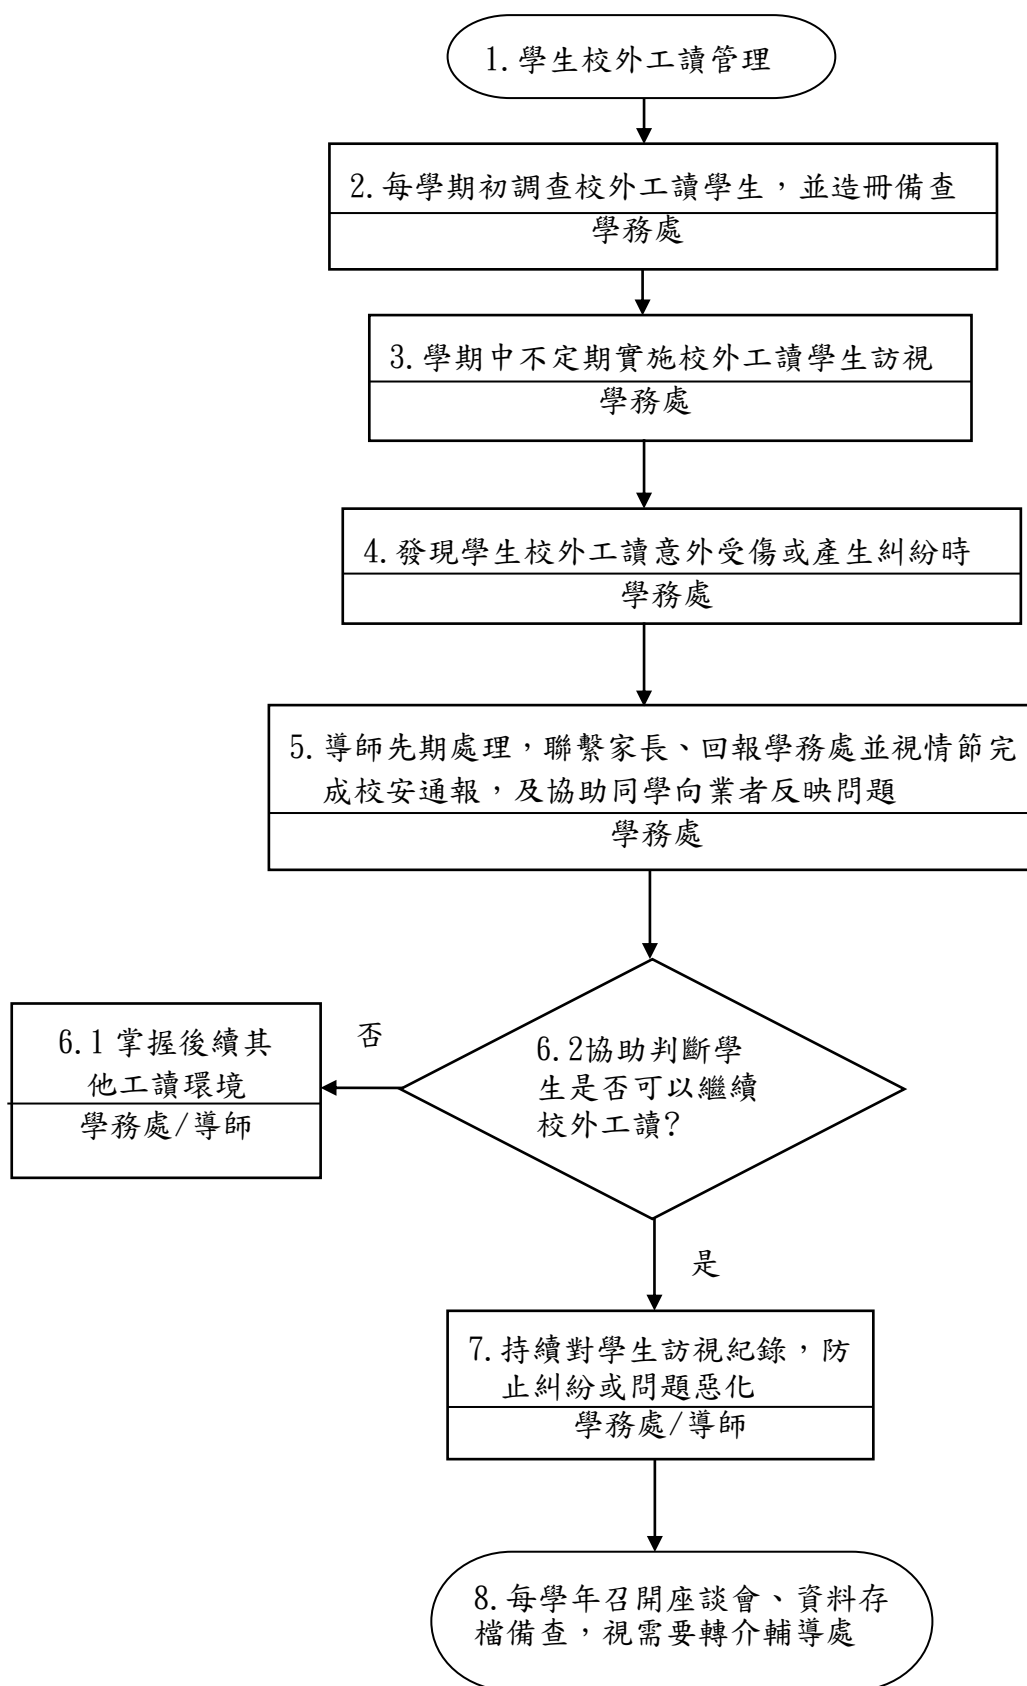 1.學生校外工讀管理
2.每學期初調查校外工讀學生，並造冊備查
學務處
3.學期中不定期實施校外工讀學生訪視
學務處
4.發現學生校外工讀意外受傷或產生糾紛時
學務處
5.導師先期處理，聯繫家長、回報學務處並視情節完
成校安通報，及協助同學向業者反映問題
學務處
6.1 掌握後續其
他工讀環境
學務處/導師
否
6.2協助判斷學
生是否可以繼續
校外工讀?
是
7.持續對學生訪視紀錄，防
止糾紛或問題惡化
學務處/導師
8.每學年召開座談會、資料存
檔備查，視需要轉介輔導處